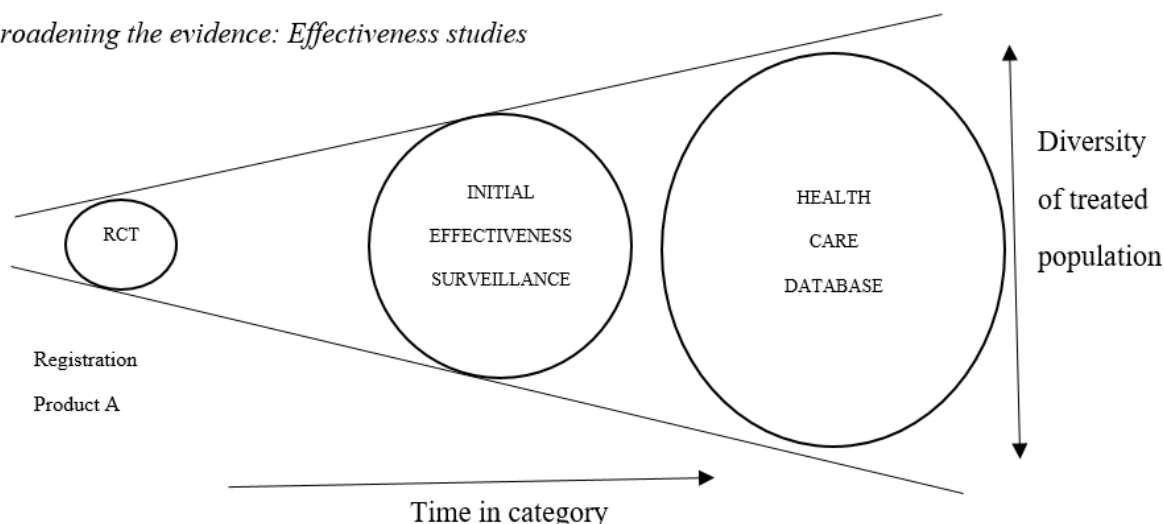 roadening the evidence: Effectiveness studies
RCT
INITIAL
EFFECTIVENESS
SURVEILLANCE
HEALTH
CARE
DATABASE
Diversity
of treated
population
Registration
Product A
Time in category